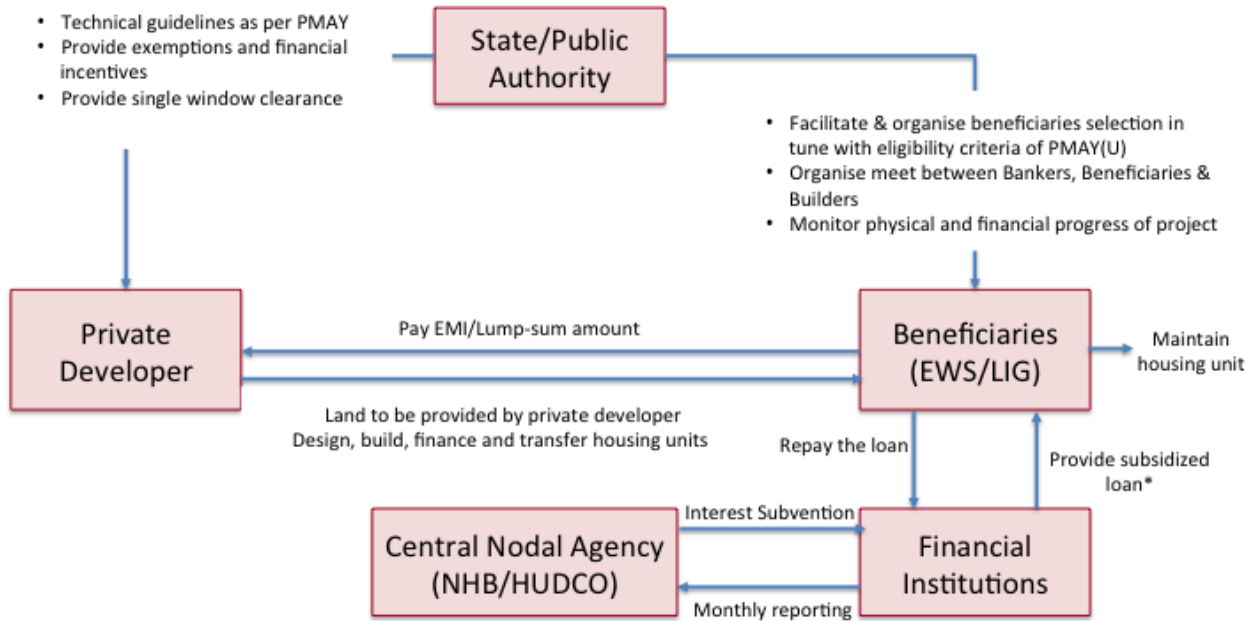 • Technical guidelines as per PMAY
• Provide exemptions and financial
incentives
• Provide single window clearance
State/Public
Authority
• Facilitate & organise beneficiaries selection in
tune with eligibility criteria of PMAY(U)
• Organise meet between Bankers, Beneficiaries &
Builders
• Monitor physical and financial progress of project
Private
Developer
Pay EMI/Lump-sum amount
Beneficiaries
(EWS/LIG)
Maintain
housing unit
Land to be provided by private developer
Design, build, finance and transfer housing units
Repay the loan
Provide subsidized
loan*
Central Nodal Agency
(NHB/HUDCO)
Interest Subvention
Monthly reporting
Financial
Institutions